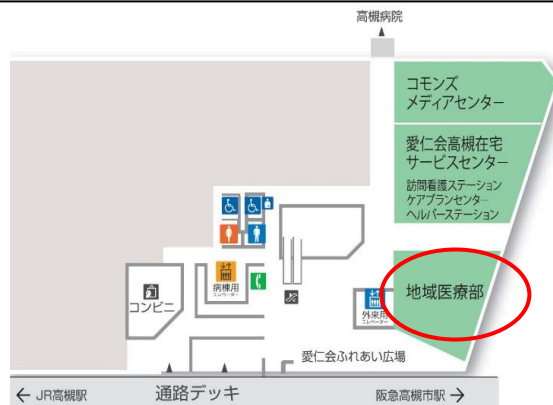 高槻病院
コモンズ
メディアセンター
愛仁会高槻在宅
サービスセンター
訪問看護ステーション
ケアプランセンター
ヘルパーステーション
病棟用
エレベーター
コンビニ
外来用
エレベーター
地域医療部
愛仁会ふれあい広場
← JR高槻駅
通路デッキ
阪急高槻市駅 →